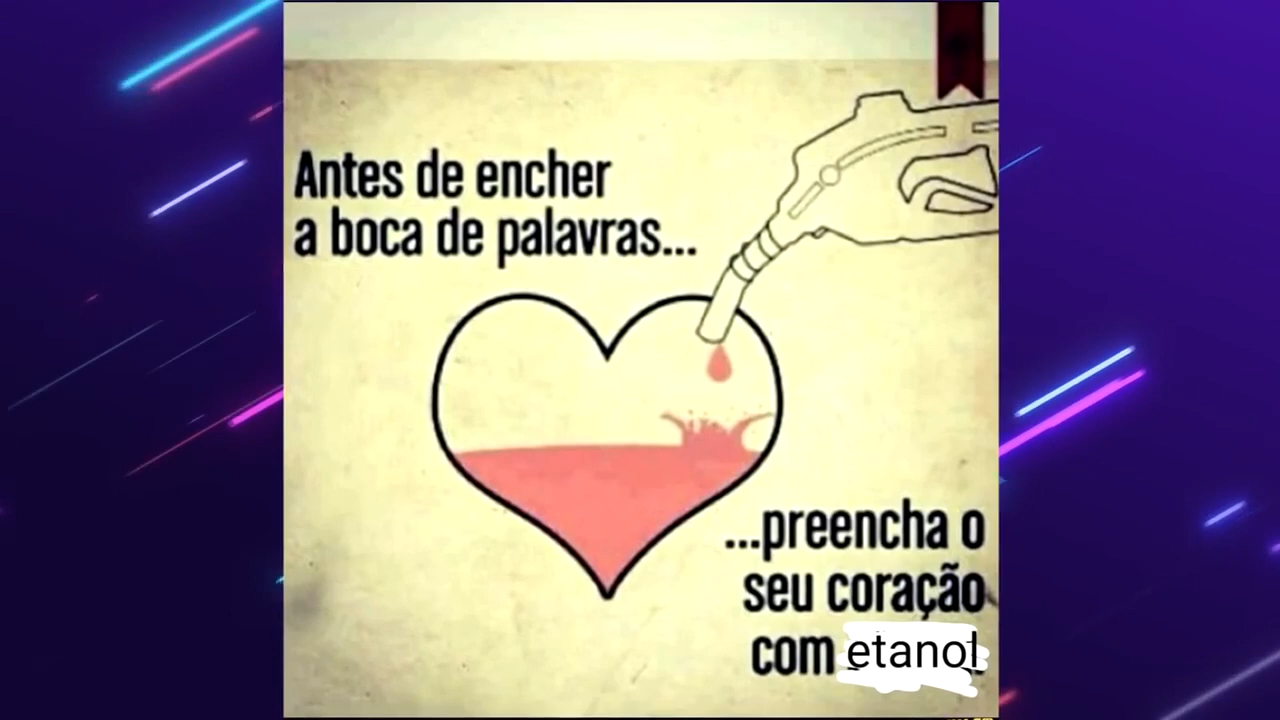 Antes de encher
a boca de palavras...
...preencha o
seu coração
com etanol